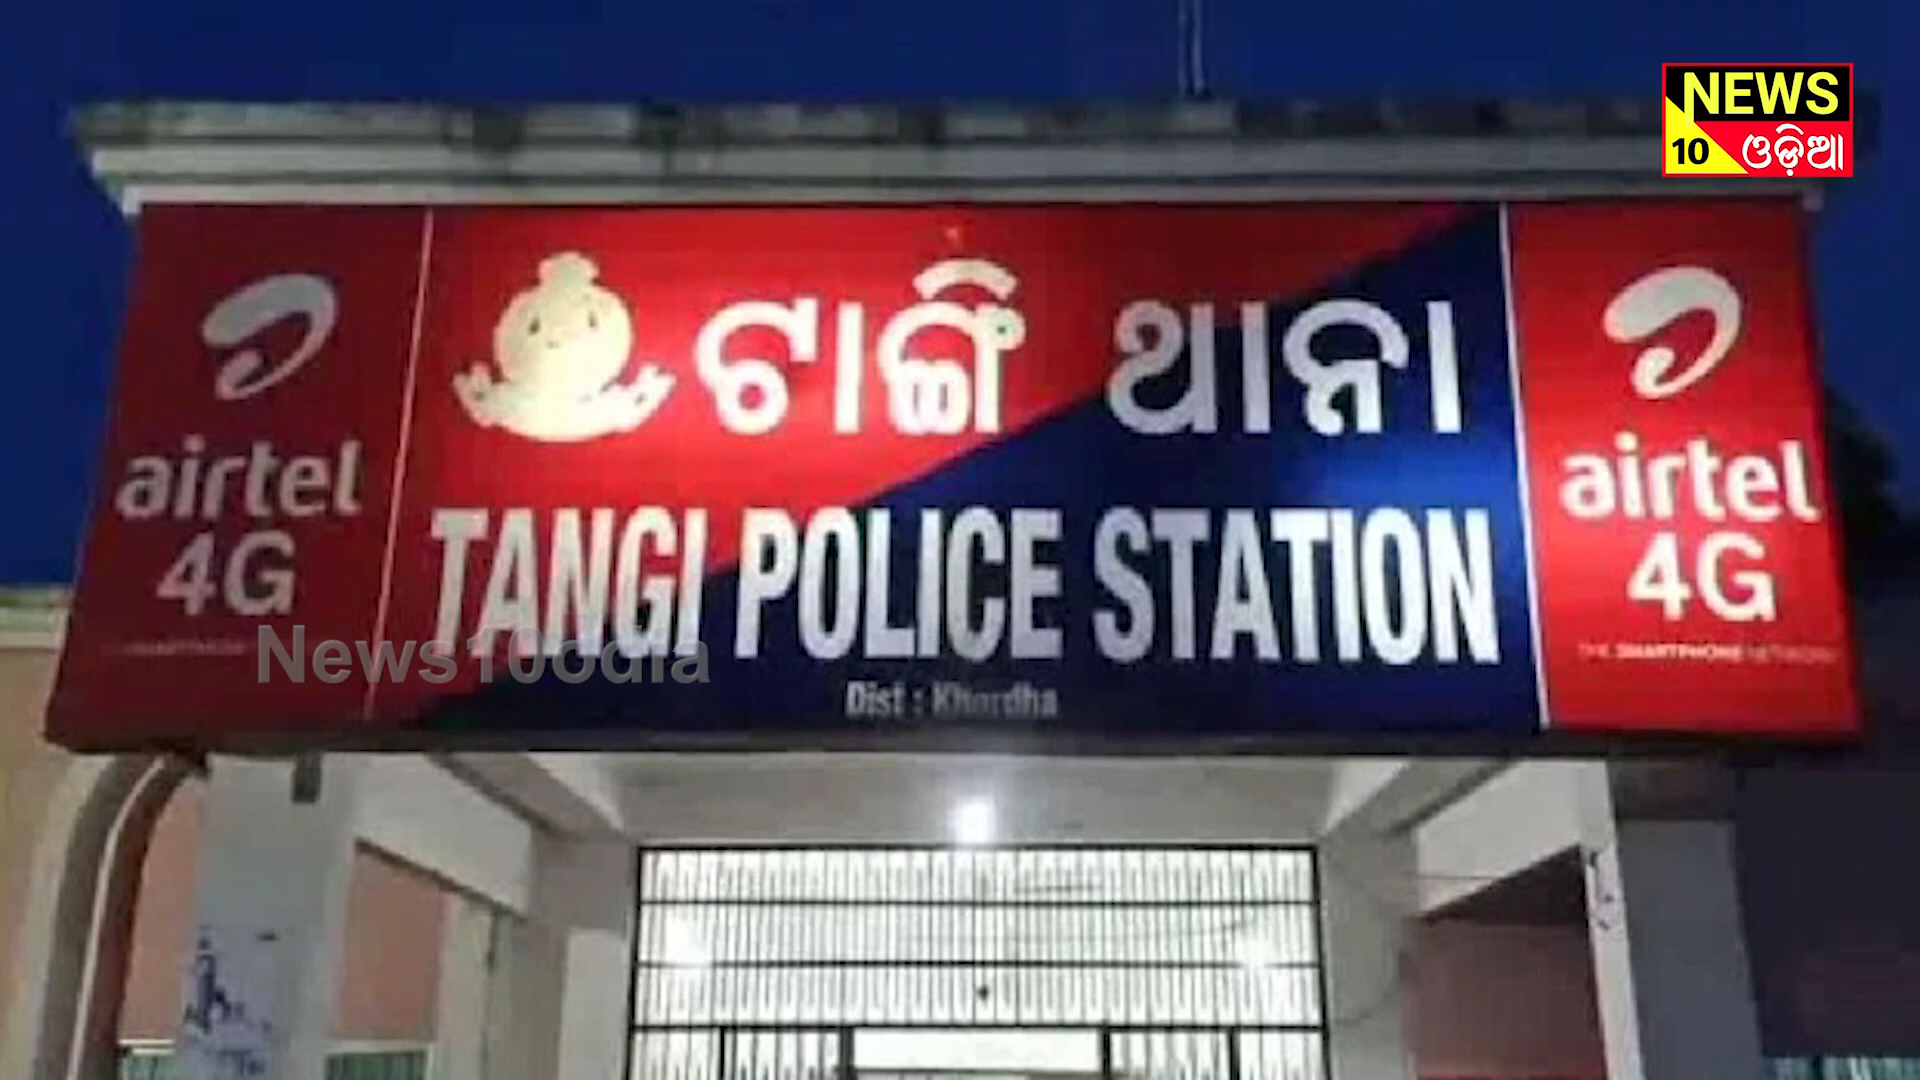 NEWS
10 ଓଡ଼ିଆ
ଟାଙ୍ଗି ଥାନା
airtel
4G
TANGI POLICE STATION
Dist : Khordha
airtel
4G
THE SMARTPHONE NETWORK
News10odia